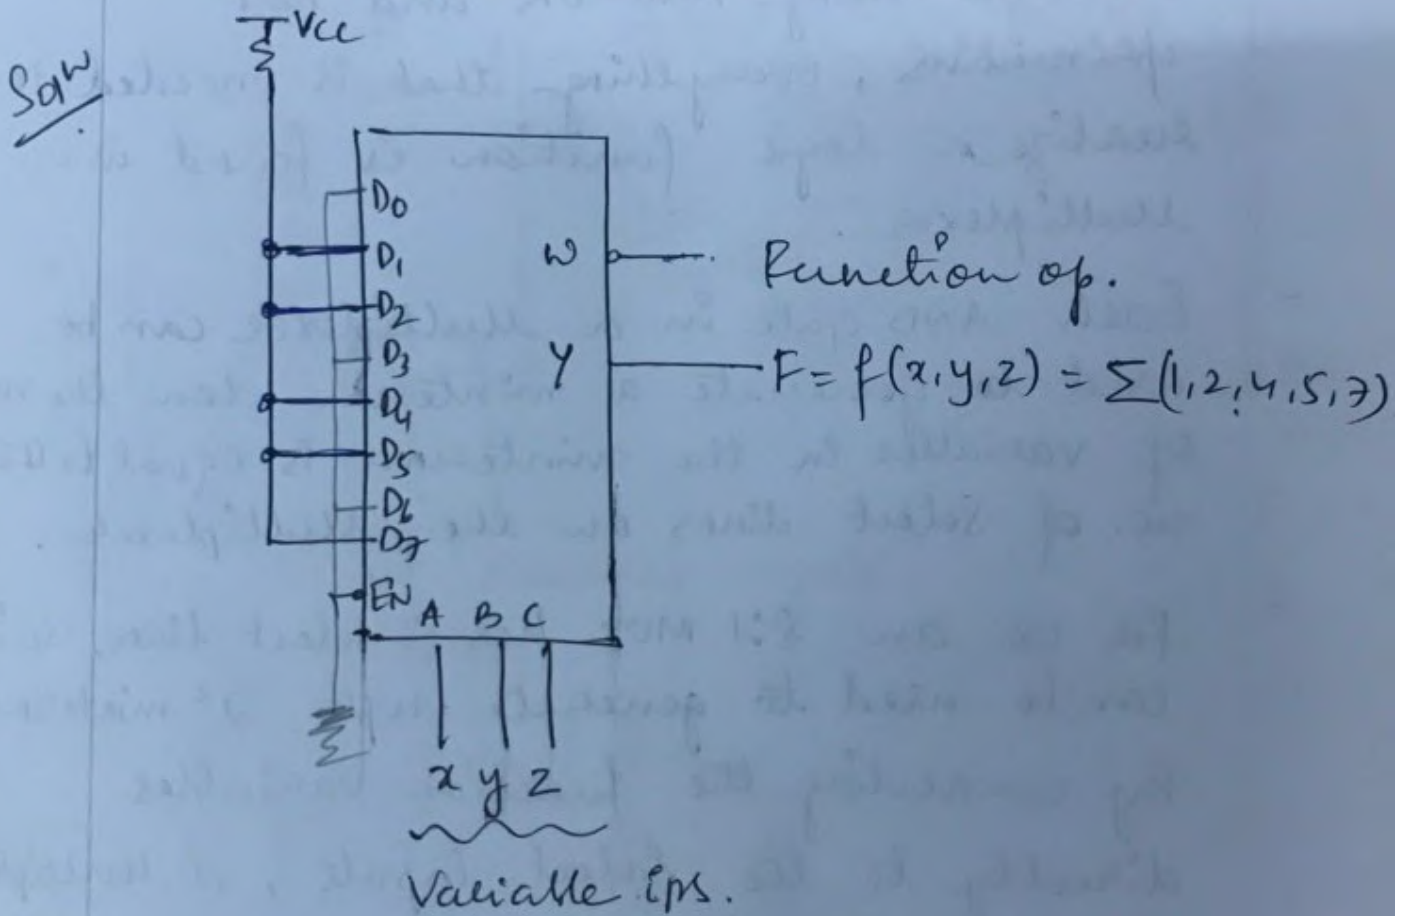 Vcc
Soln
D0
D1
D2
D3
D4
D5
D6
D7
EN
A B C
W
Y
Function op.
F = f(x,y,z) = Σ(1,2,4,5,7)
x y z
Variable ips.